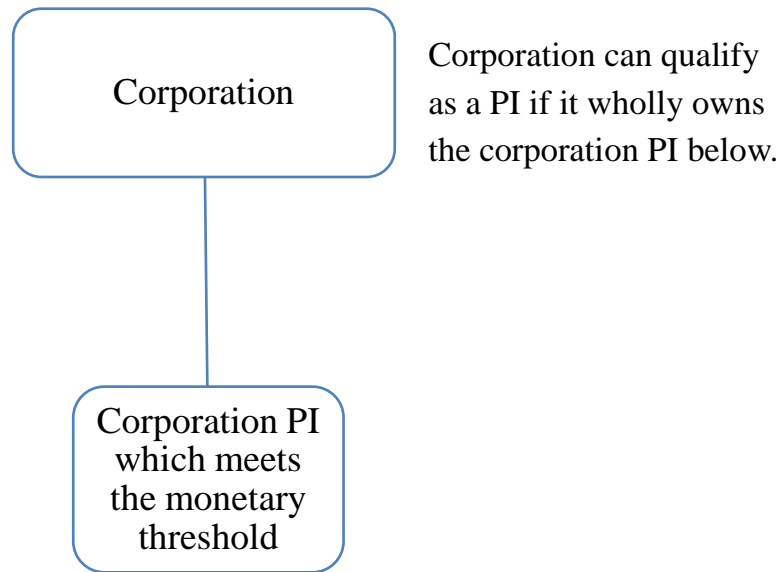 Corporation
Corporation can qualify
as a PI if it wholly owns
the corporation PI below.
Corporation PI
which meets
the monetary
threshold